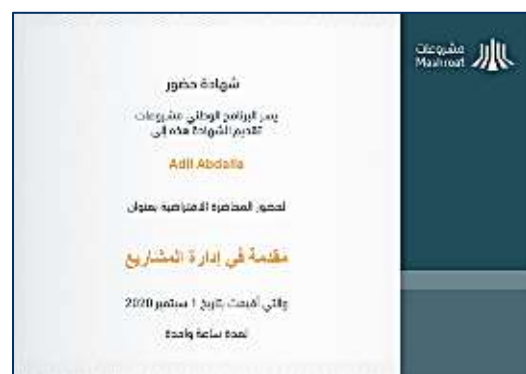 مشروعات
Mashroat
شهادة حضور
يسر البرنامج الوطني مشروعات
تقديم الشهادة هذه إلى
Adil Abdalla
لحضور المحاضرة الافتراضية بعنوان
مقدمة في إدارة المشاريع
والتي أقيمت بتاريخ 1 سبتمبر 2020
لمدة ساعة واحدة